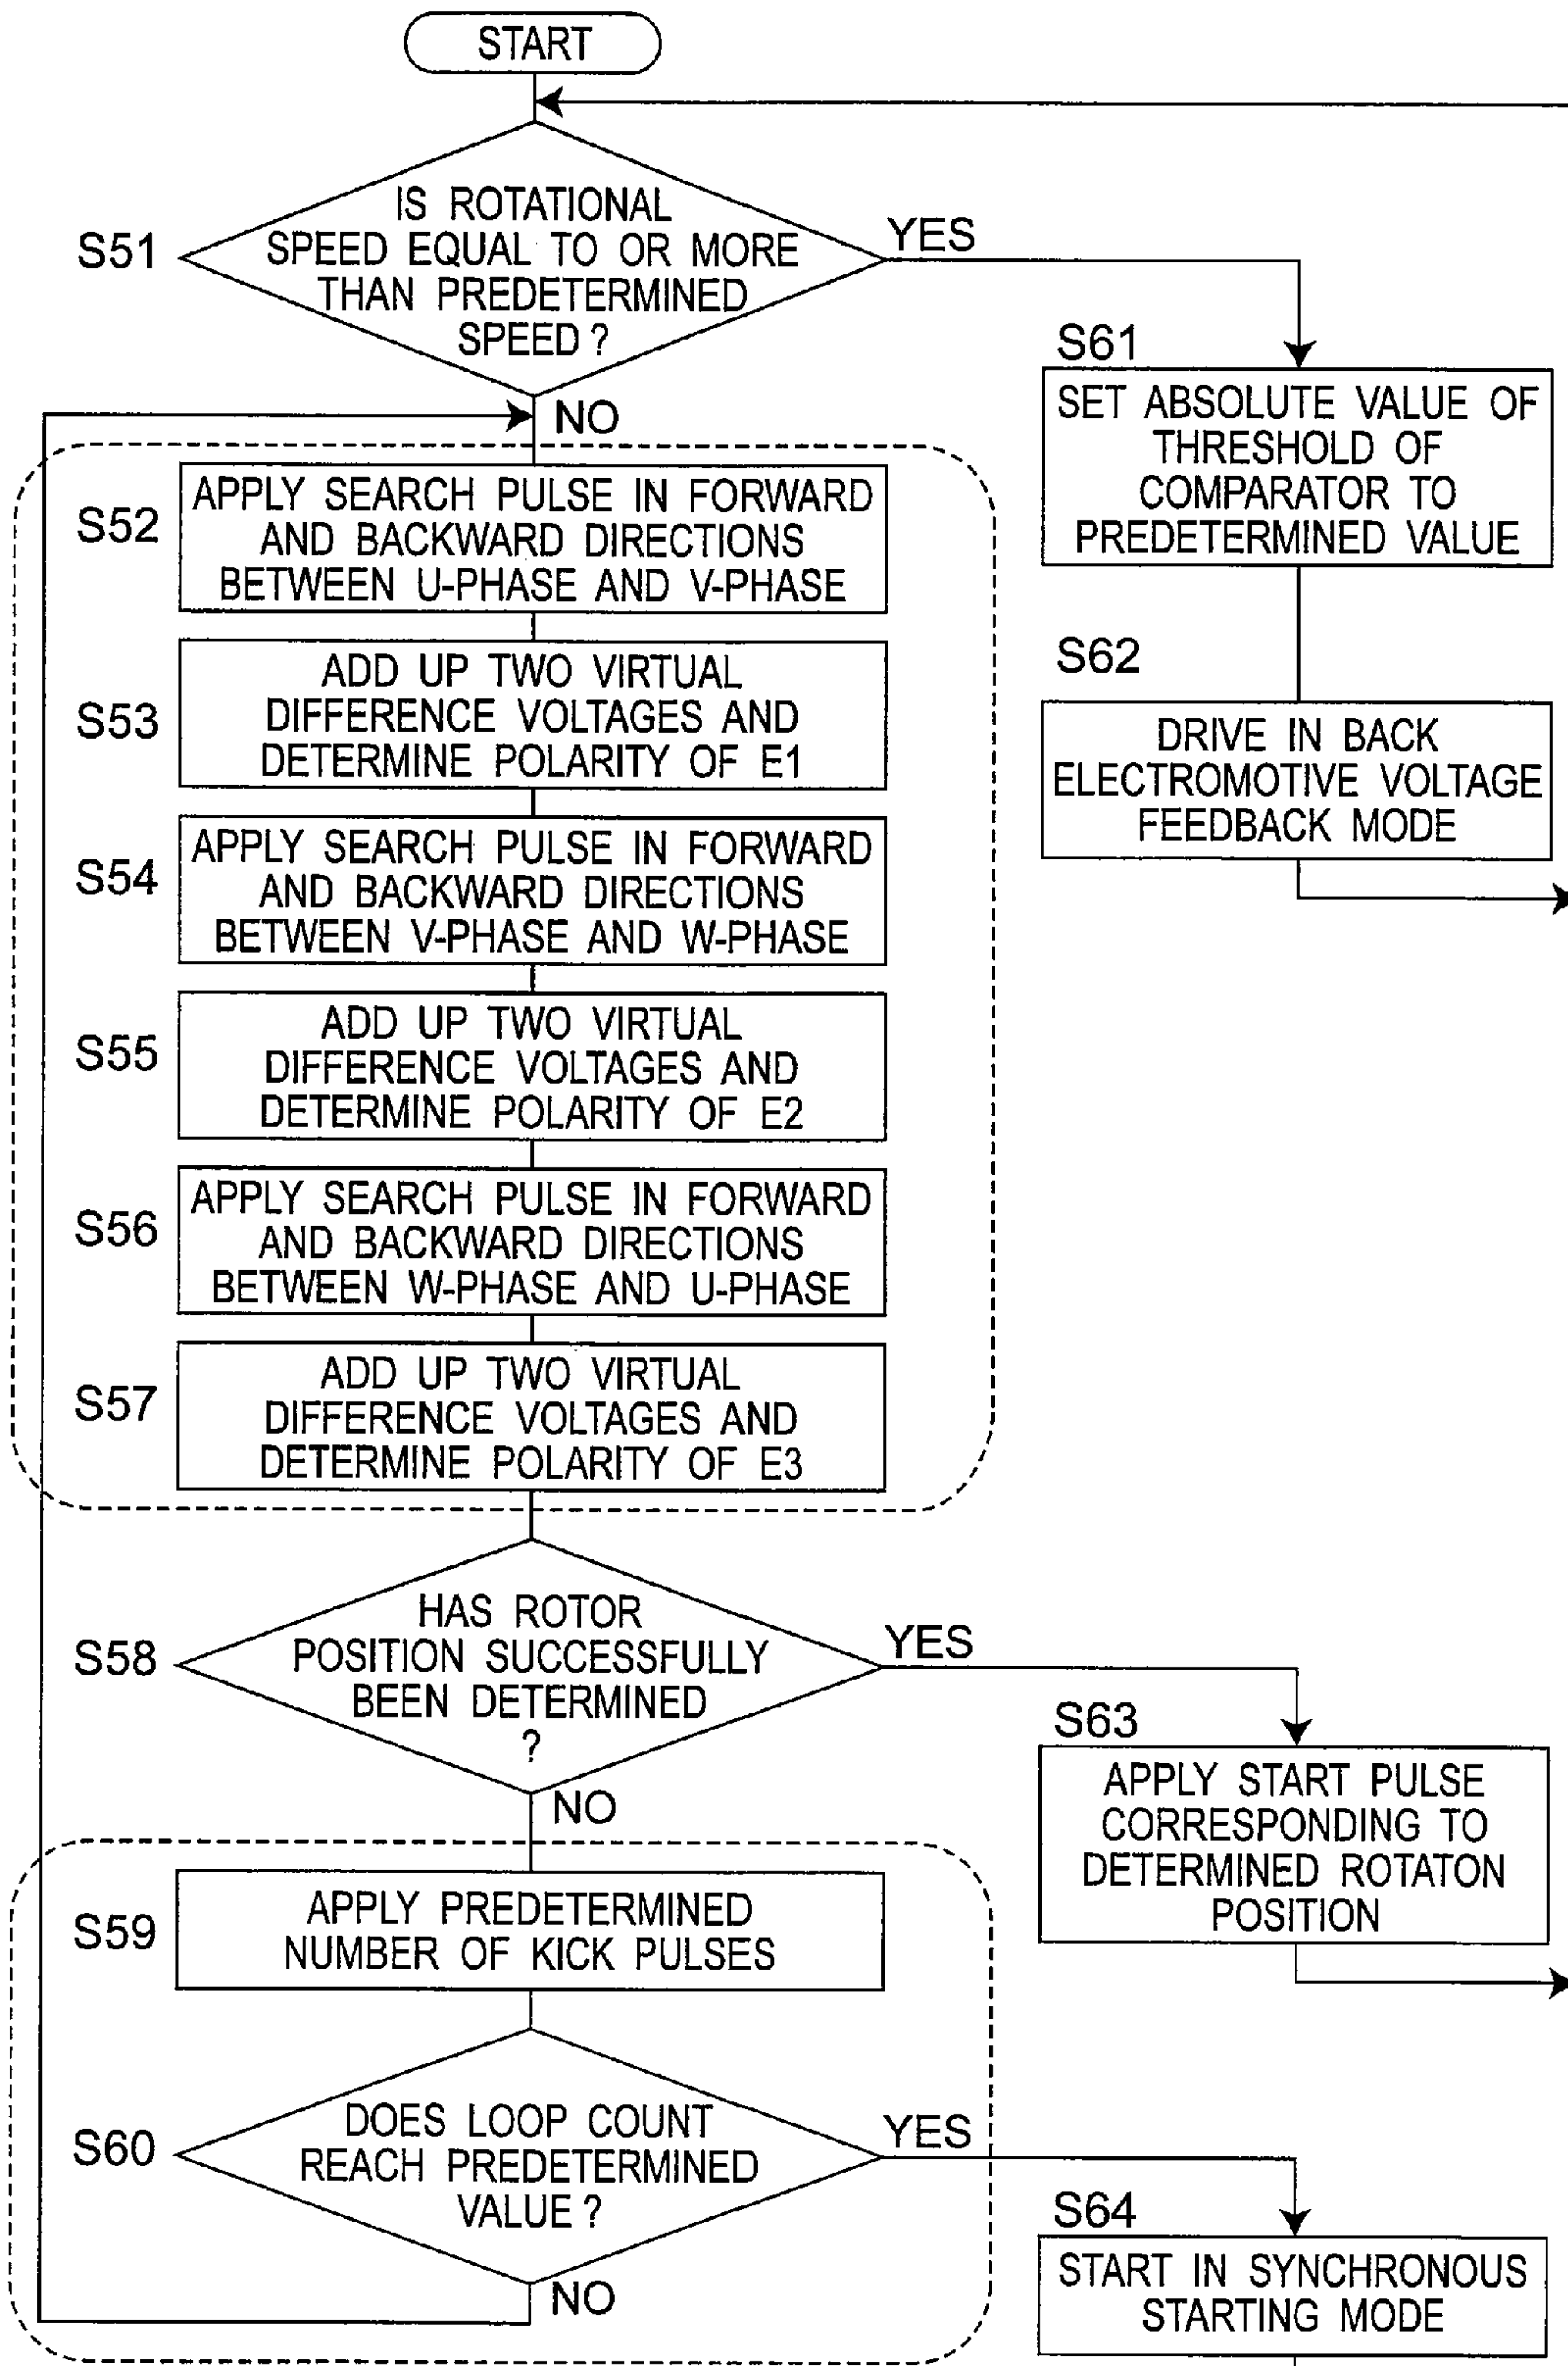 START
S51
IS ROTATIONAL
SPEED EQUAL TO OR MORE
THAN PREDETERMINED
SPEED ?
YES
NO
S61
SET ABSOLUTE VALUE OF
THRESHOLD OF
COMPARATOR TO
PREDETERMINED VALUE
S62
DRIVE IN BACK
ELECTROMOTIVE VOLTAGE
FEEDBACK MODE
S52
APPLY SEARCH PULSE IN FORWARD
AND BACKWARD DIRECTIONS
BETWEEN U-PHASE AND V-PHASE
S53
ADD UP TWO VIRTUAL
DIFFERENCE VOLTAGES AND
DETERMINE POLARITY OF E1
S54
APPLY SEARCH PULSE IN FORWARD
AND BACKWARD DIRECTIONS
BETWEEN V-PHASE AND W-PHASE
S55
ADD UP TWO VIRTUAL
DIFFERENCE VOLTAGES AND
DETERMINE POLARITY OF E2
S56
APPLY SEARCH PULSE IN FORWARD
AND BACKWARD DIRECTIONS
BETWEEN W-PHASE AND U-PHASE
S57
ADD UP TWO VIRTUAL
DIFFERENCE VOLTAGES AND
DETERMINE POLARITY OF E3
S58
HAS ROTOR
POSITION SUCCESSFULLY
BEEN DETERMINED
?
YES
NO
S63
APPLY START PULSE
CORRESPONDING TO
DETERMINED ROTATON
POSITION
S59
APPLY PREDETERMINED
NUMBER OF KICK PULSES
S60
DOES LOOP COUNT
REACH PREDETERMINED
VALUE ?
YES
NO
S64
START IN SYNCHRONOUS
STARTING MODE